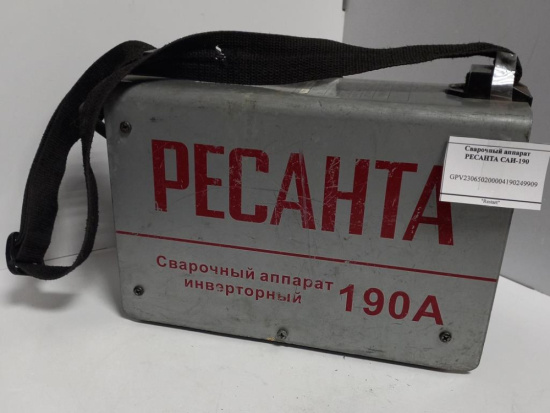 РЕСАНТА
Сварочный аппарат
инверторный
190А
Сварочный аппарат
РЕСАНТА САИ-190
GPV230650200004190249909